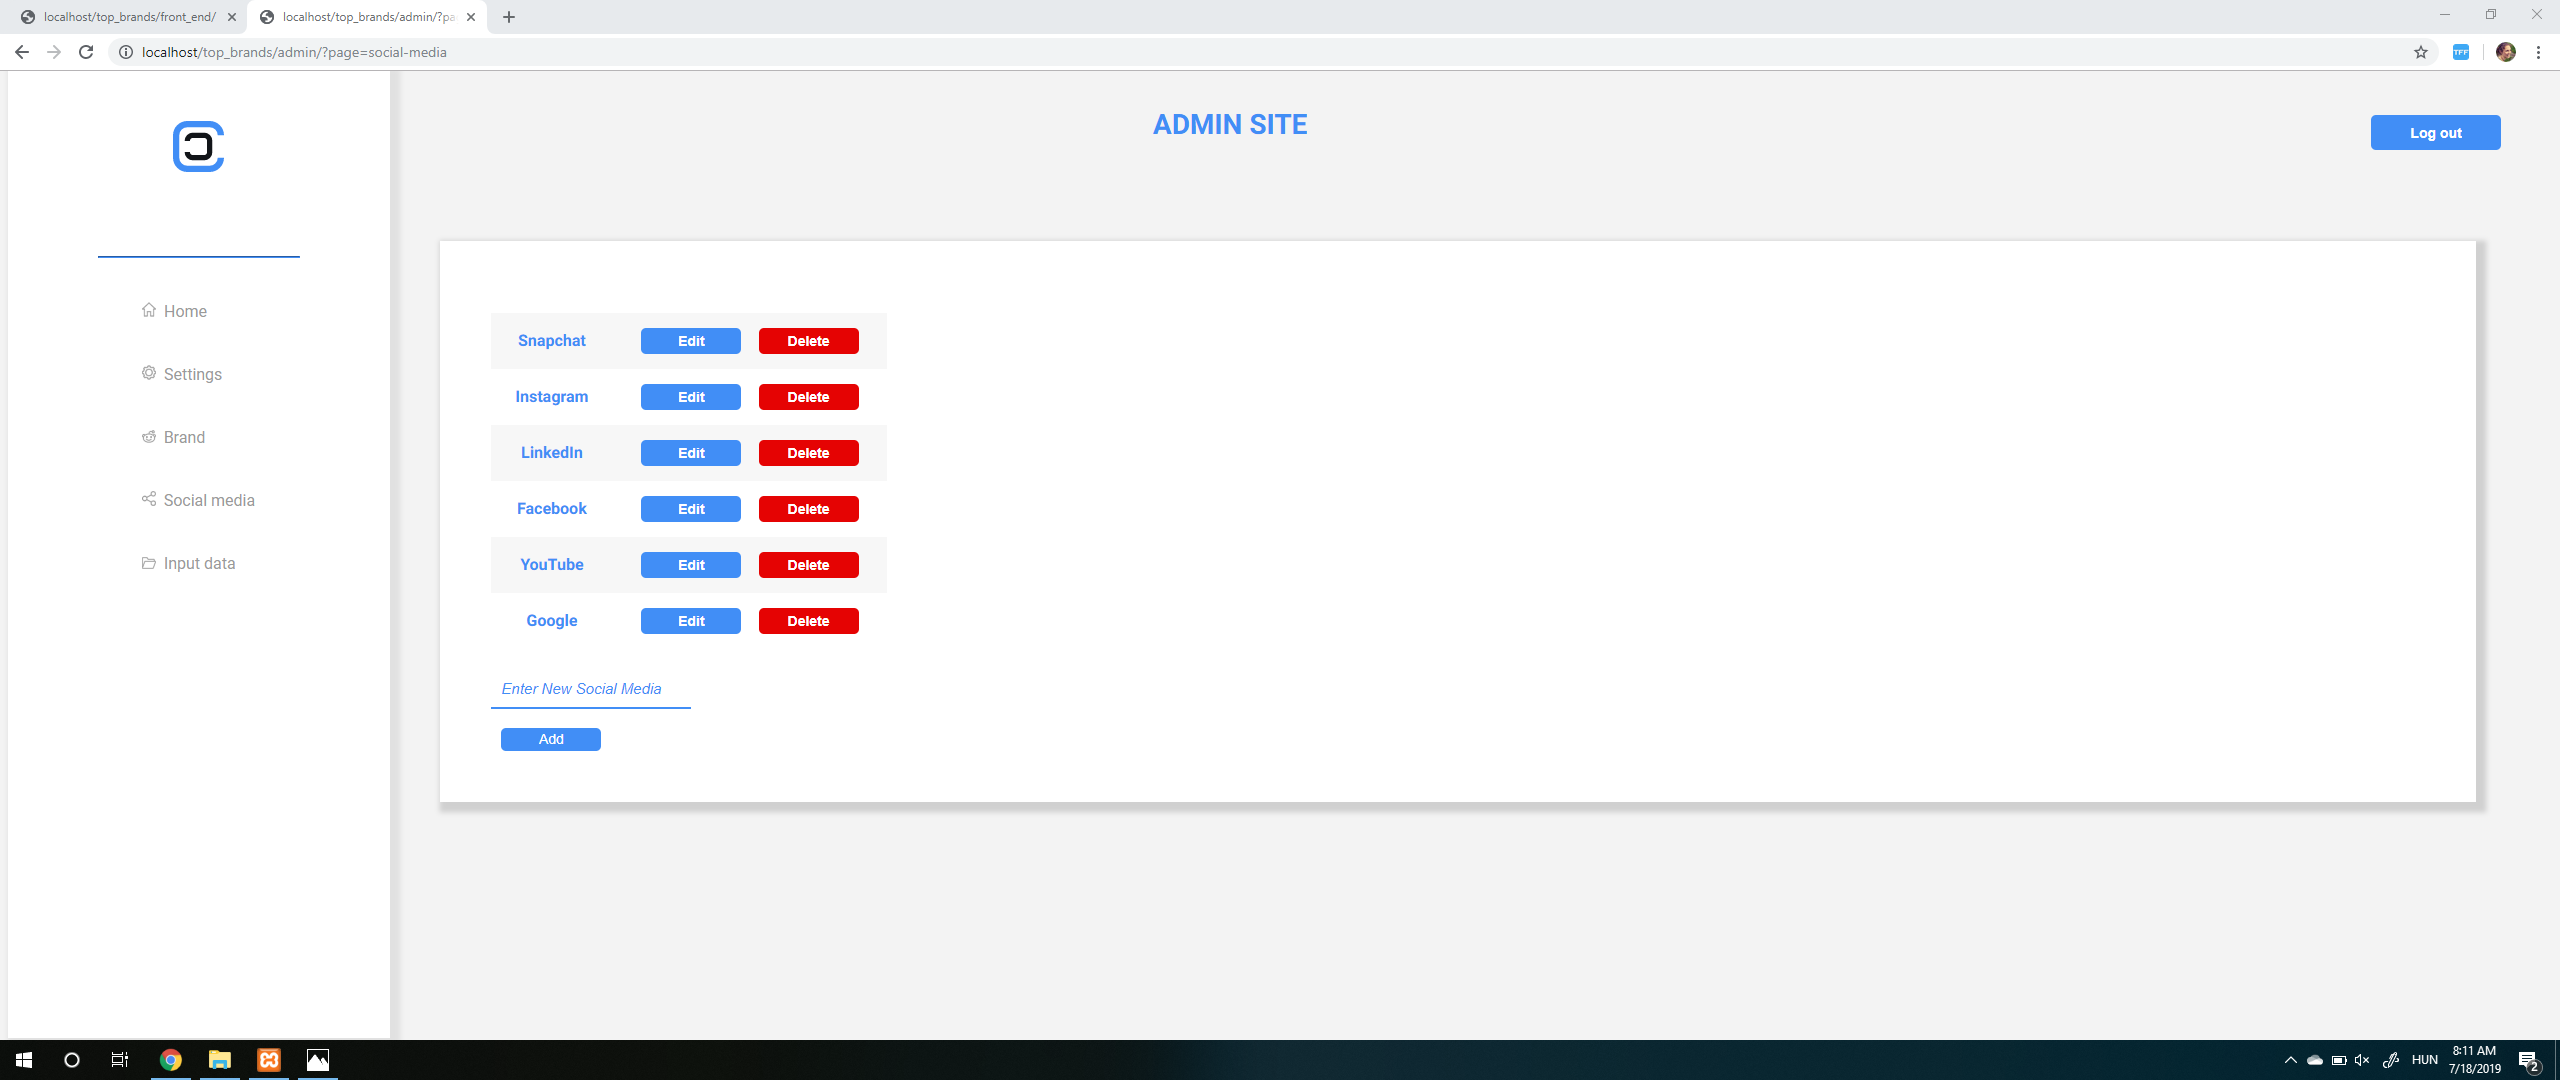 localhost/top_brands/front_end/
localhost/top_brands/admin/?pa
localhost/top_brands/admin/?page=social-media
TFF
ADMIN SITE
Log out
Home
Settings
Brand
Social media
Input data
Snapchat Edit Delete
Instagram Edit Delete
LinkedIn Edit Delete
Facebook Edit Delete
YouTube Edit Delete
Google Edit Delete
Enter New Social Media
Add
HUN
8:11 AM
7/18/2019
2